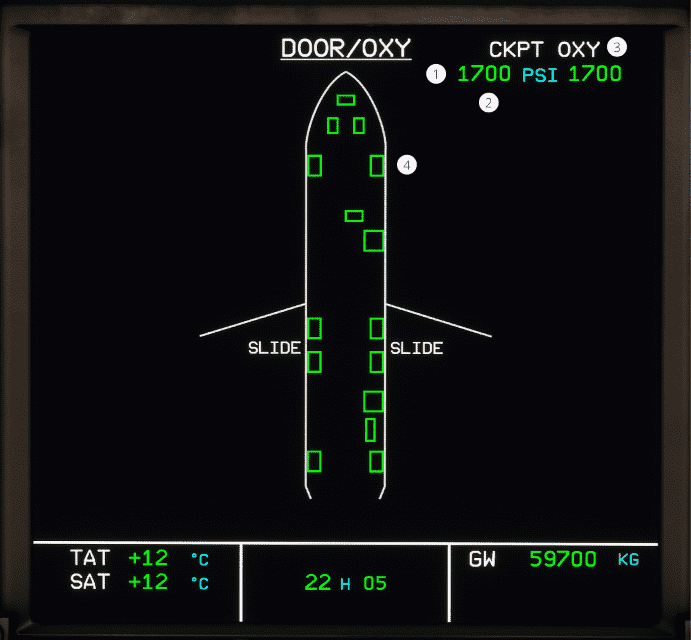 DOOR/OXY
CKPT OXY 3
1 1700 PSI 1700
2
4
SLIDE SLIDE
TAT +12 °C
SAT +12 °C
22 H 05
GW 59700 KG